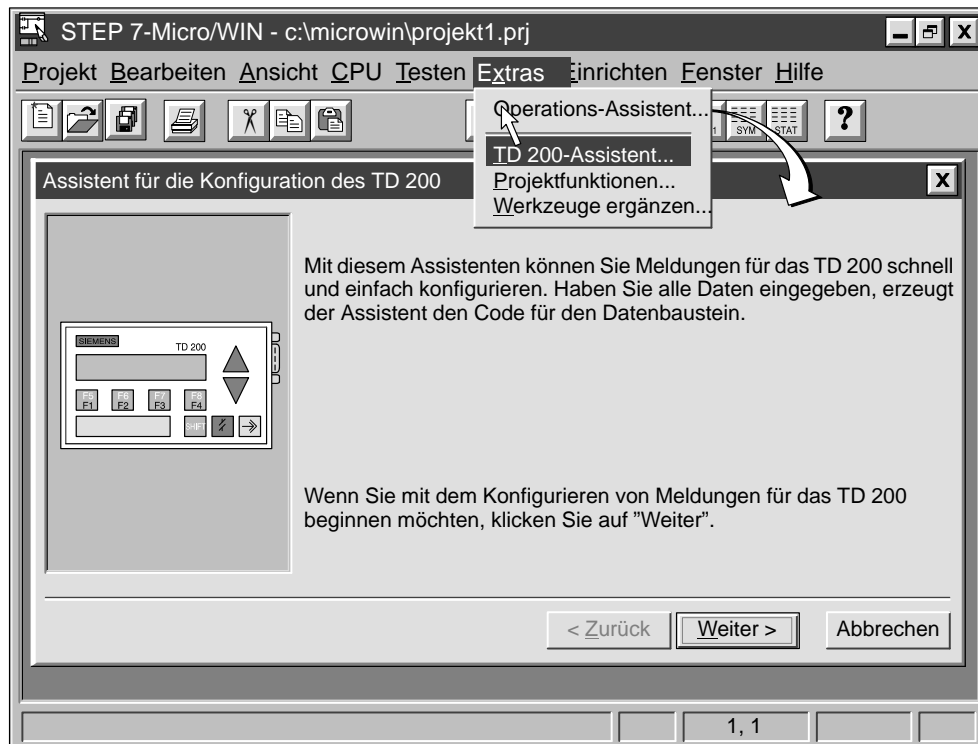 STEP 7-Micro/WIN - c:\microwin\projekt1.prj
Projekt Bearbeiten Ansicht CPU Testen Extras Einrichten Fenster Hilfe
Operations-Assistent...
TD 200-Assistent...
Projektfunktionen...
Werkzeuge ergänzen...
1 SYM STAT ?
Assistent für die Konfiguration des TD 200
Mit diesem Assistenten können Sie Meldungen für das TD 200 schnell
und einfach konfigurieren. Haben Sie alle Daten eingegeben, erzeugt
der Assistent den Code für den Datenbaustein.
SIEMENS
TD 200
F5 F6 F7 F8
F1 F2 F3 F4
SHIFT
Wenn Sie mit dem Konfigurieren von Meldungen für das TD 200
beginnen möchten, klicken Sie auf ”Weiter”.
< Zurück Weiter > Abbrechen
1, 1